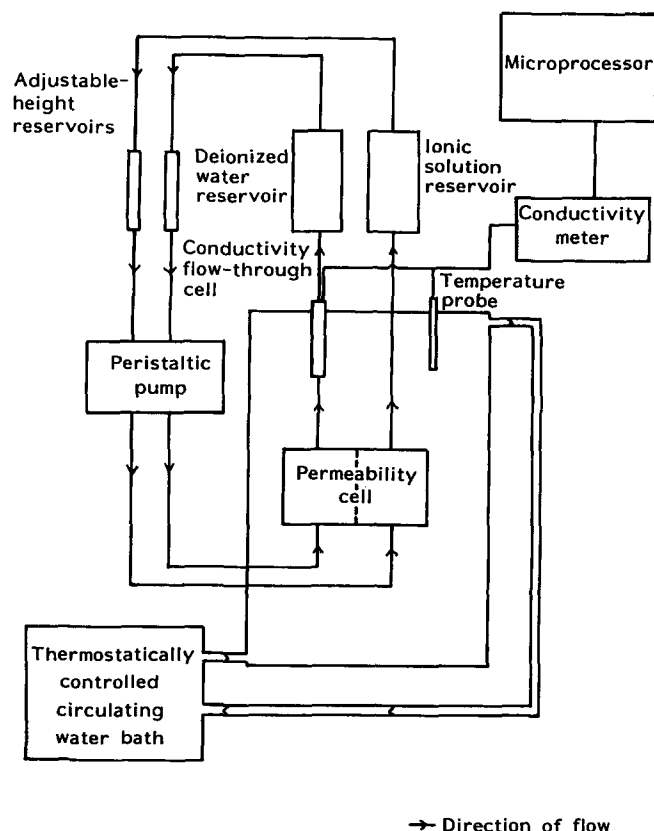 Microprocessor
Adjustable-
height
reservoirs
Deionized
water
reservoir
Ionic
solution
reservoir
Conductivity
meter
Conductivity
flow-through
cell
Temperature
probe
Peristaltic
pump
Permeability
cell
Thermostatically
controlled
circulating
water bath
Direction of flow